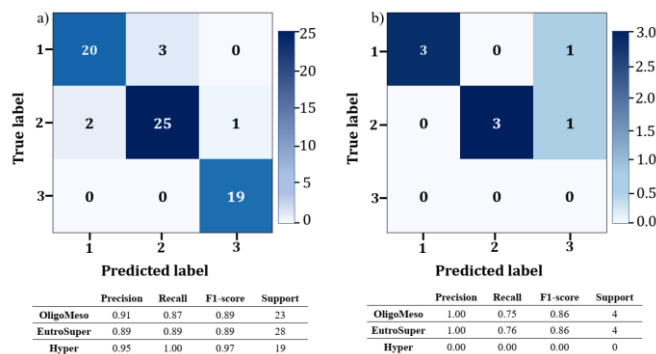 a)
1 20 3 0
2 2 25 1
3 0 0 19
1 2 3
True label
Predicted label
25
20
15
10
5
0
Precision Recall F1-score Support
OligoMeso 0.91 0.87 0.89 23
EutroSuper 0.89 0.89 0.89 28
Hyper 0.95 1.00 0.97 19
b)
1 3 0 1
2 0 3 1
3 0 0 0
1 2 3
True label
Predicted label
3.0
2.5
2.0
1.5
1.0
0.5
0.0
Precision Recall F1-score Support
OligoMeso 1.00 0.75 0.86 4
EutroSuper 1.00 0.76 0.86 4
Hyper 0.00 0.00 0.00 0